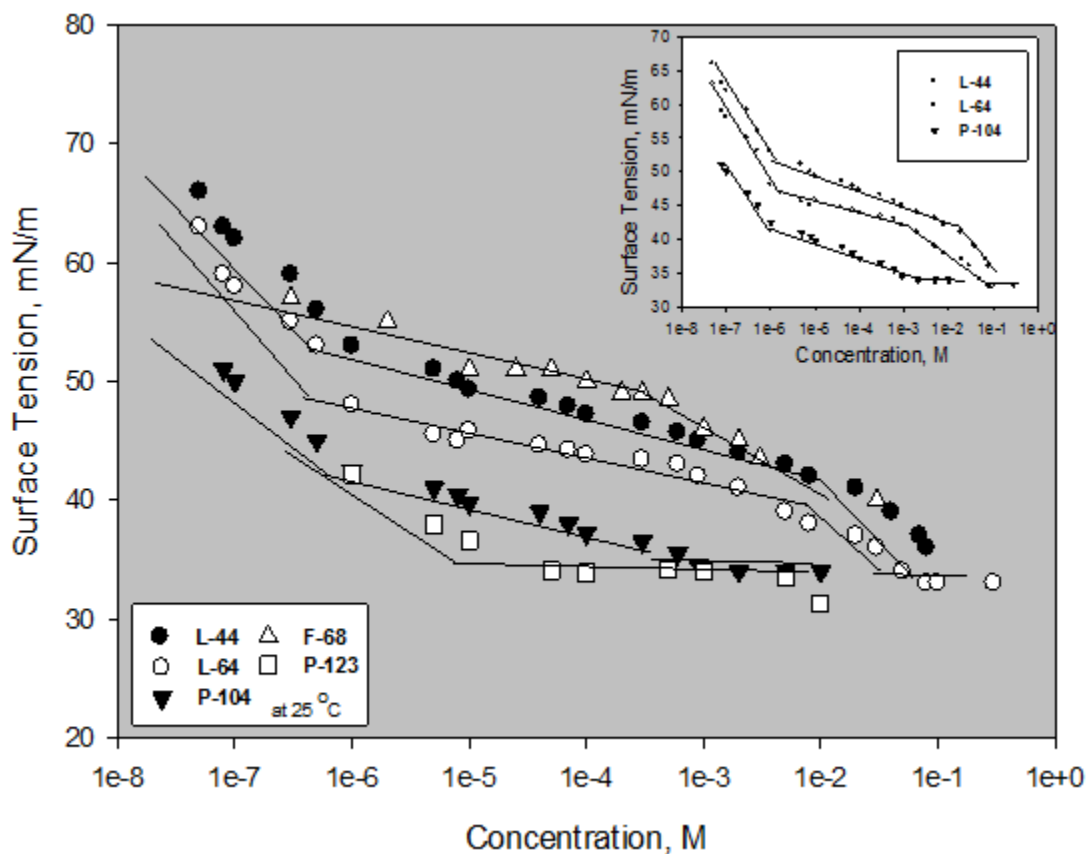 80
70
60
50
40
30
20
Surface Tension, mN/m
1e-8 1e-7 1e-6 1e-5 1e-4 1e-3 1e-2 1e-1 1e+0
Concentration, M
L-44 F-68
L-64 P-123
P-104 at 25 °C
70
65
60
55
50
45
40
35
30
Surface Tension, mN/m
1e-8 1e-7 1e-6 1e-5 1e-4 1e-3 1e-2 1e-1 1e+0
Concentration, M
L-44
L-64
P-104